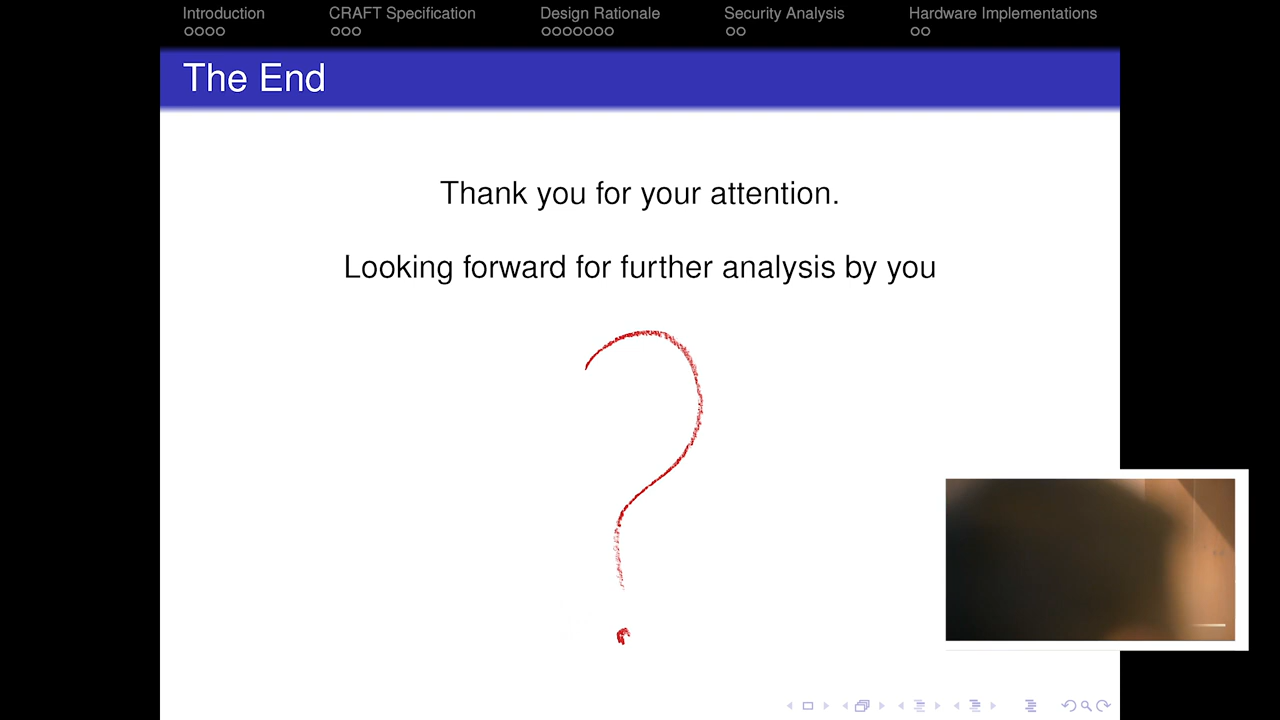 Introduction
CRAFT Specification
Design Rationale
Security Analysis
Hardware Implementations
The End
Thank you for your attention.
Looking forward for further analysis by you
?